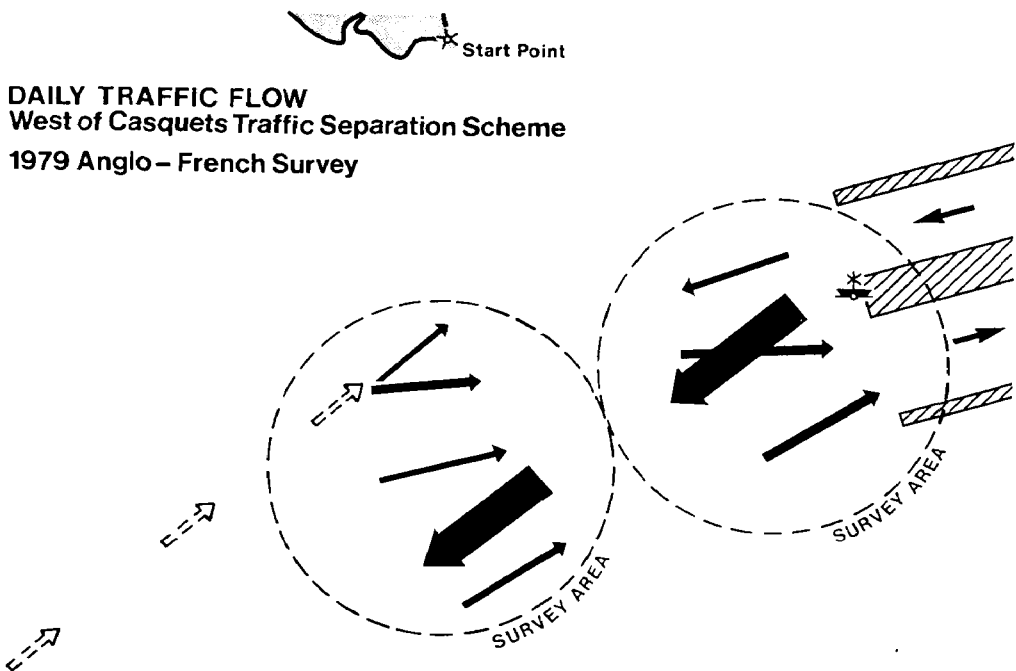 Start Point
DAILY TRAFFIC FLOW
West of Casquets Traffic Separation Scheme
1979 Anglo – French Survey
SURVEY AREA
SURVEY AREA